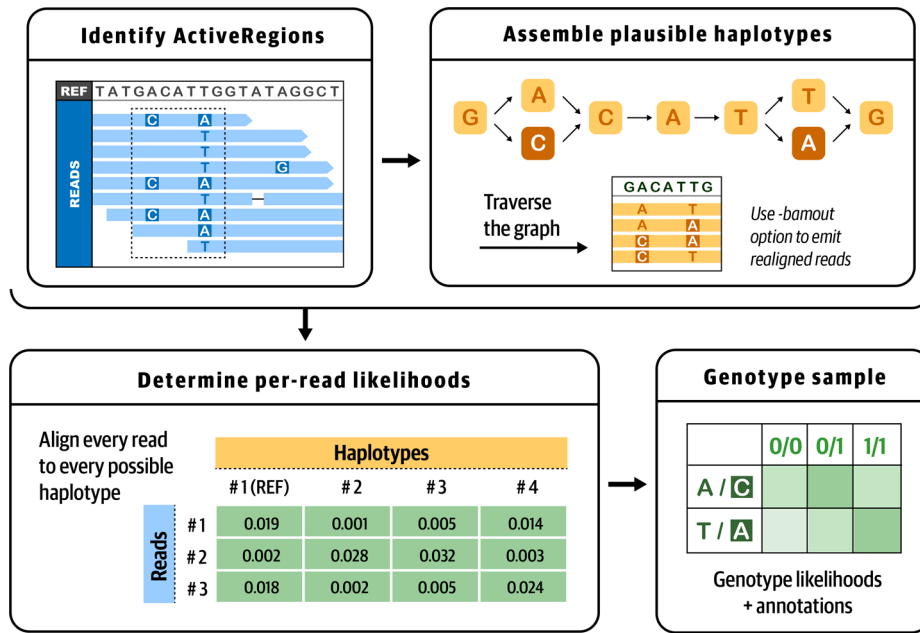 Identify ActiveRegions
REF TATGACATTGGTATAGGCT
READS
C A
T
T
T G
C A
T
C A
A
T
Assemble plausible haplotypes
A T
G C A T G
C A
Traverse
the graph
GACATTG
A T
A A
C A
C T
Use -bamout
option to emit
realigned reads
Determine per-read likelihoods
Align every read
to every possible
haplotype
Haplotypes
#1 (REF) #2 #3 #4
Reads
#1 0.019 0.001 0.005 0.014
#2 0.002 0.028 0.032 0.003
#3 0.018 0.002 0.005 0.024
Genotype sample
0/0 0/1 1/1
A / C
T / A
Genotype likelihoods
+ annotations